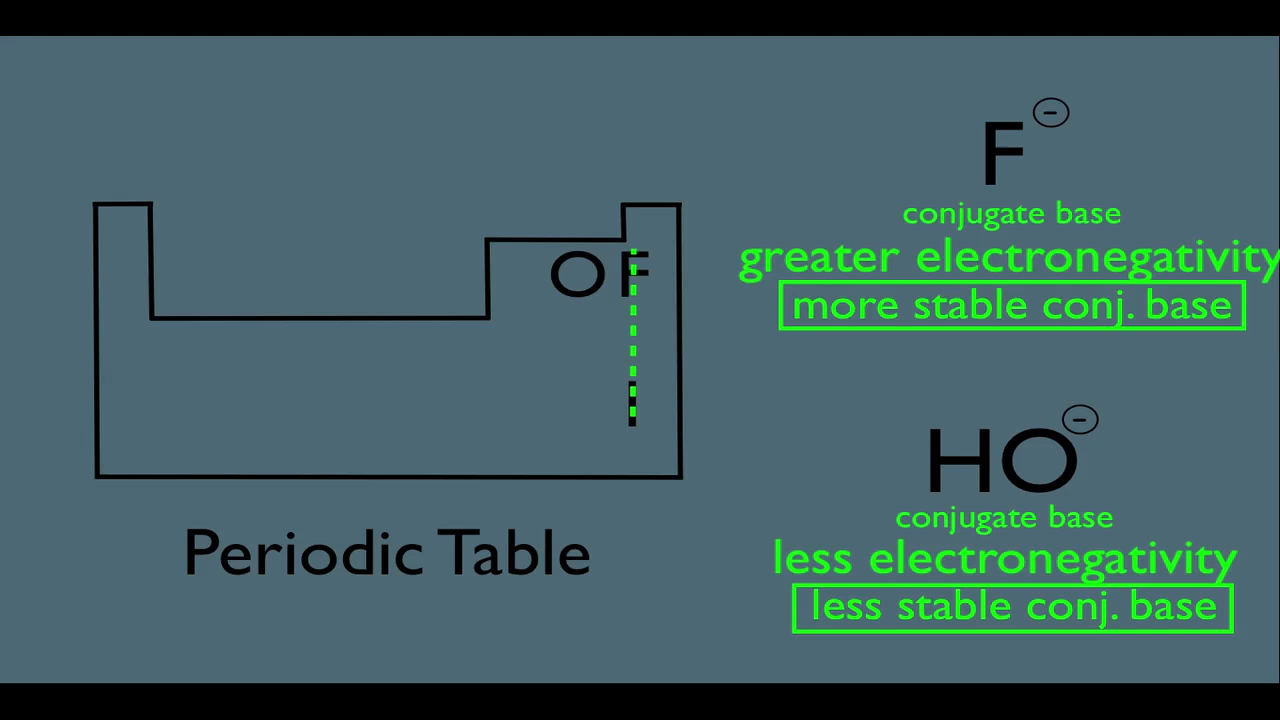 O F
I
Periodic Table
F⊖
conjugate base
greater electronegativity
more stable conj. base
HO⊖
conjugate base
less electronegativity
less stable conj. base